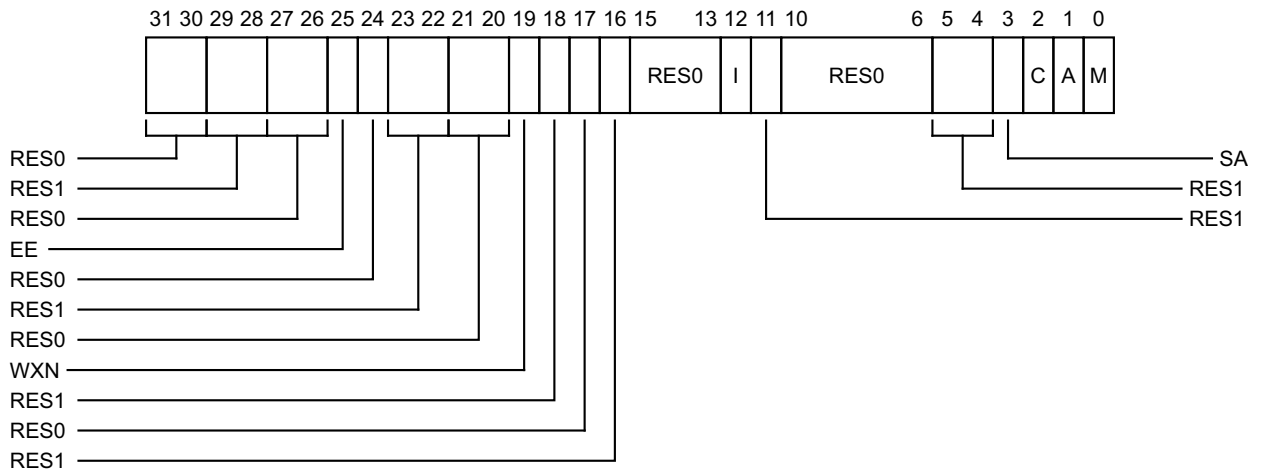 31 30 29 28 27 26 25 24 23 22 21 20 19 18 17 16 15 13 12 11 10 6 5 4 3 2 1 0
RES0 I RES0 C A M
RES0 SA
RES1 RES1
RES0 RES1
EE
RES0
RES1
RES0
WXN
RES1
RES0
RES1